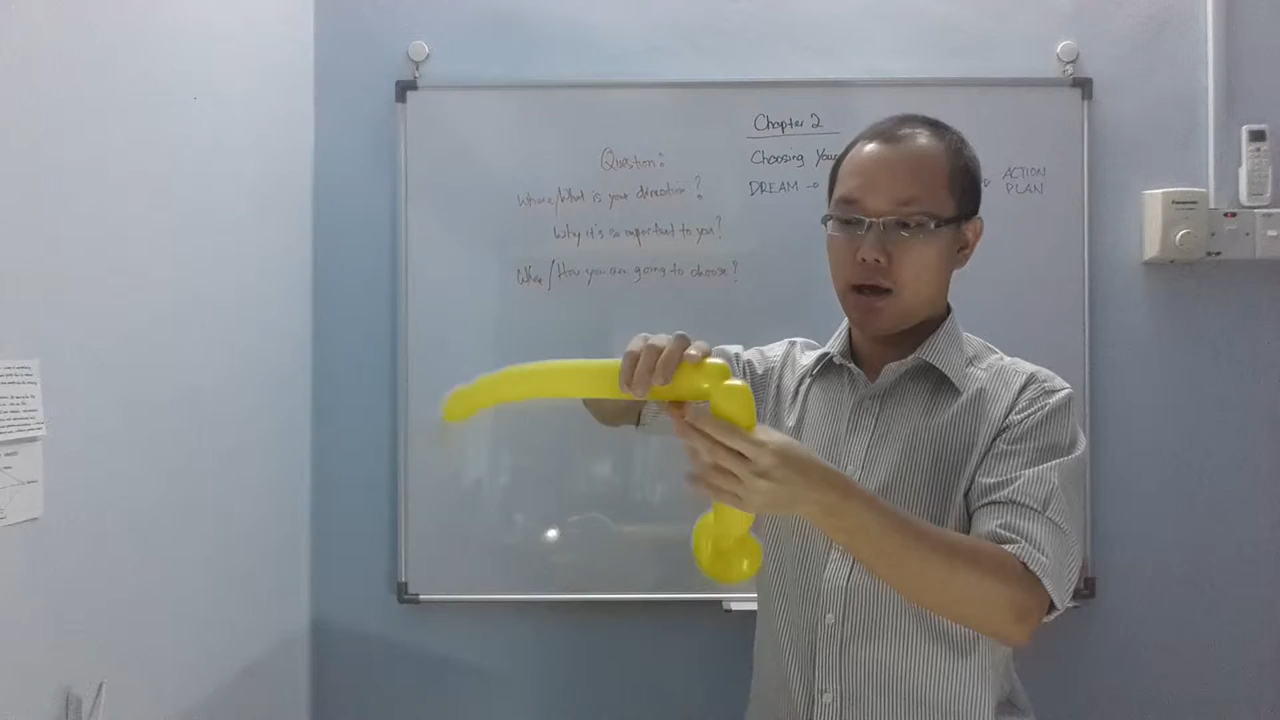 Chapter 2
Choosing Your
DREAM →
ACTION
PLAN
Question:
Where/What is your direction?
Why it's so important to you?
When/How you are going to choose?
Panasonic